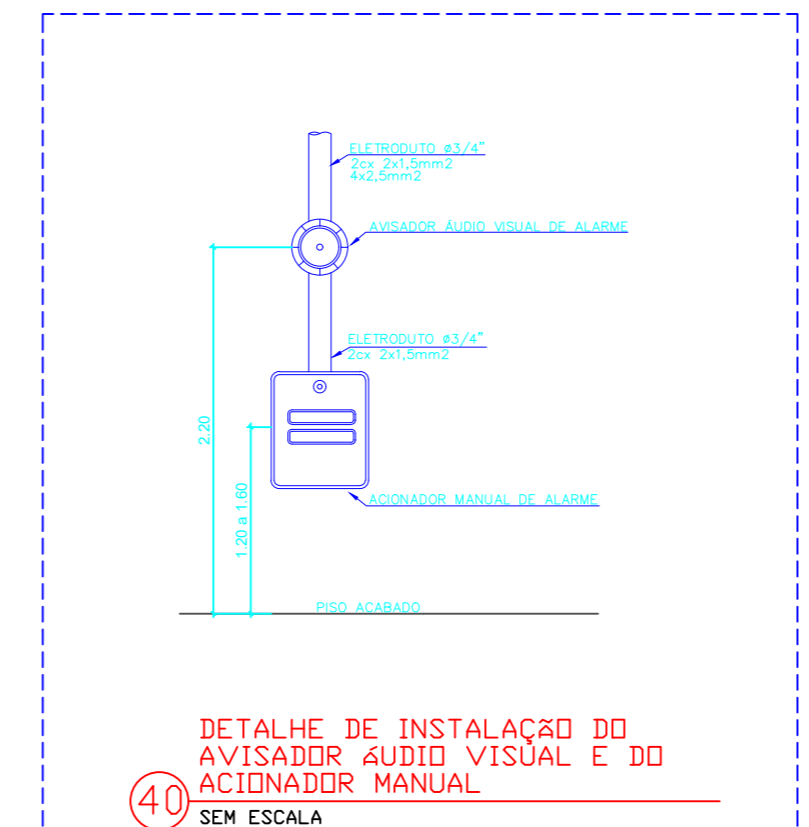 ELETRODUTO ø3/4"
2cx 2x1,5mm2
4x2,5mm2
AVISADOR ÁUDIO VISUAL DE ALARME
ELETRODUTO ø3/4"
2cx 2x1,5mm2
2.20
1.20 a 1.60
ACIONADOR MANUAL DE ALARME
PISO ACABADO
DETALHE DE INSTALAÇÃO DO
AVISADOR ÁUDIO VISUAL E DO
ACIONADOR MANUAL
40
SEM ESCALA